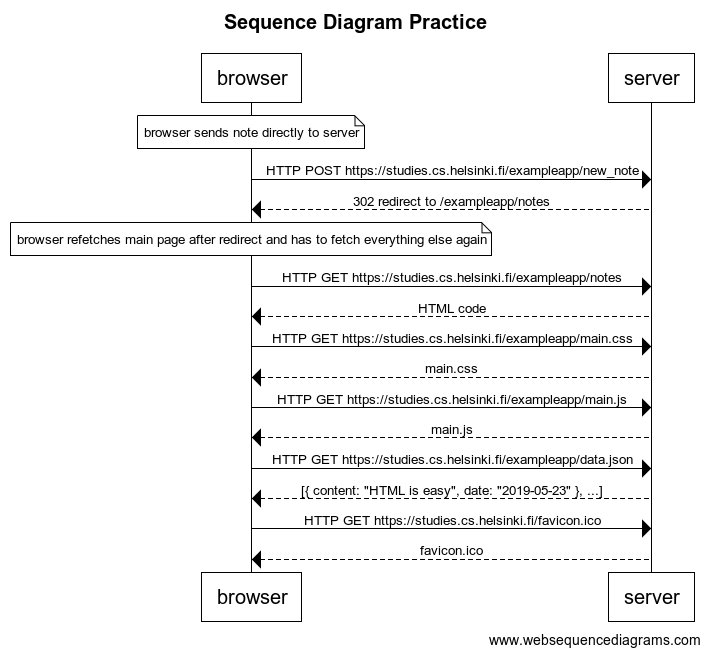 Sequence Diagram Practice
browser server
browser sends note directly to server
HTTP POST https://studies.cs.helsinki.fi/exampleapp/new_note
302 redirect to /exampleapp/notes
browser refetches main page after redirect and has to fetch everything else again
HTTP GET https://studies.cs.helsinki.fi/exampleapp/notes
HTML code
HTTP GET https://studies.cs.helsinki.fi/exampleapp/main.css
main.css
HTTP GET https://studies.cs.helsinki.fi/exampleapp/main.js
main.js
HTTP GET https://studies.cs.helsinki.fi/exampleapp/data.json
[{ content: "HTML is easy", date: "2019-05-23" }, ...]
HTTP GET https://studies.cs.helsinki.fi/favicon.ico
favicon.ico
browser server
www.websequencediagrams.com